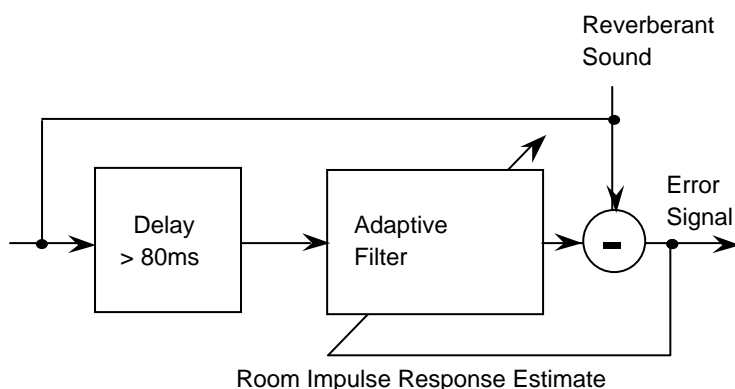 Reverberant
Sound
Error
Signal
Delay
> 80ms
Adaptive
Filter
-
Room Impulse Response Estimate